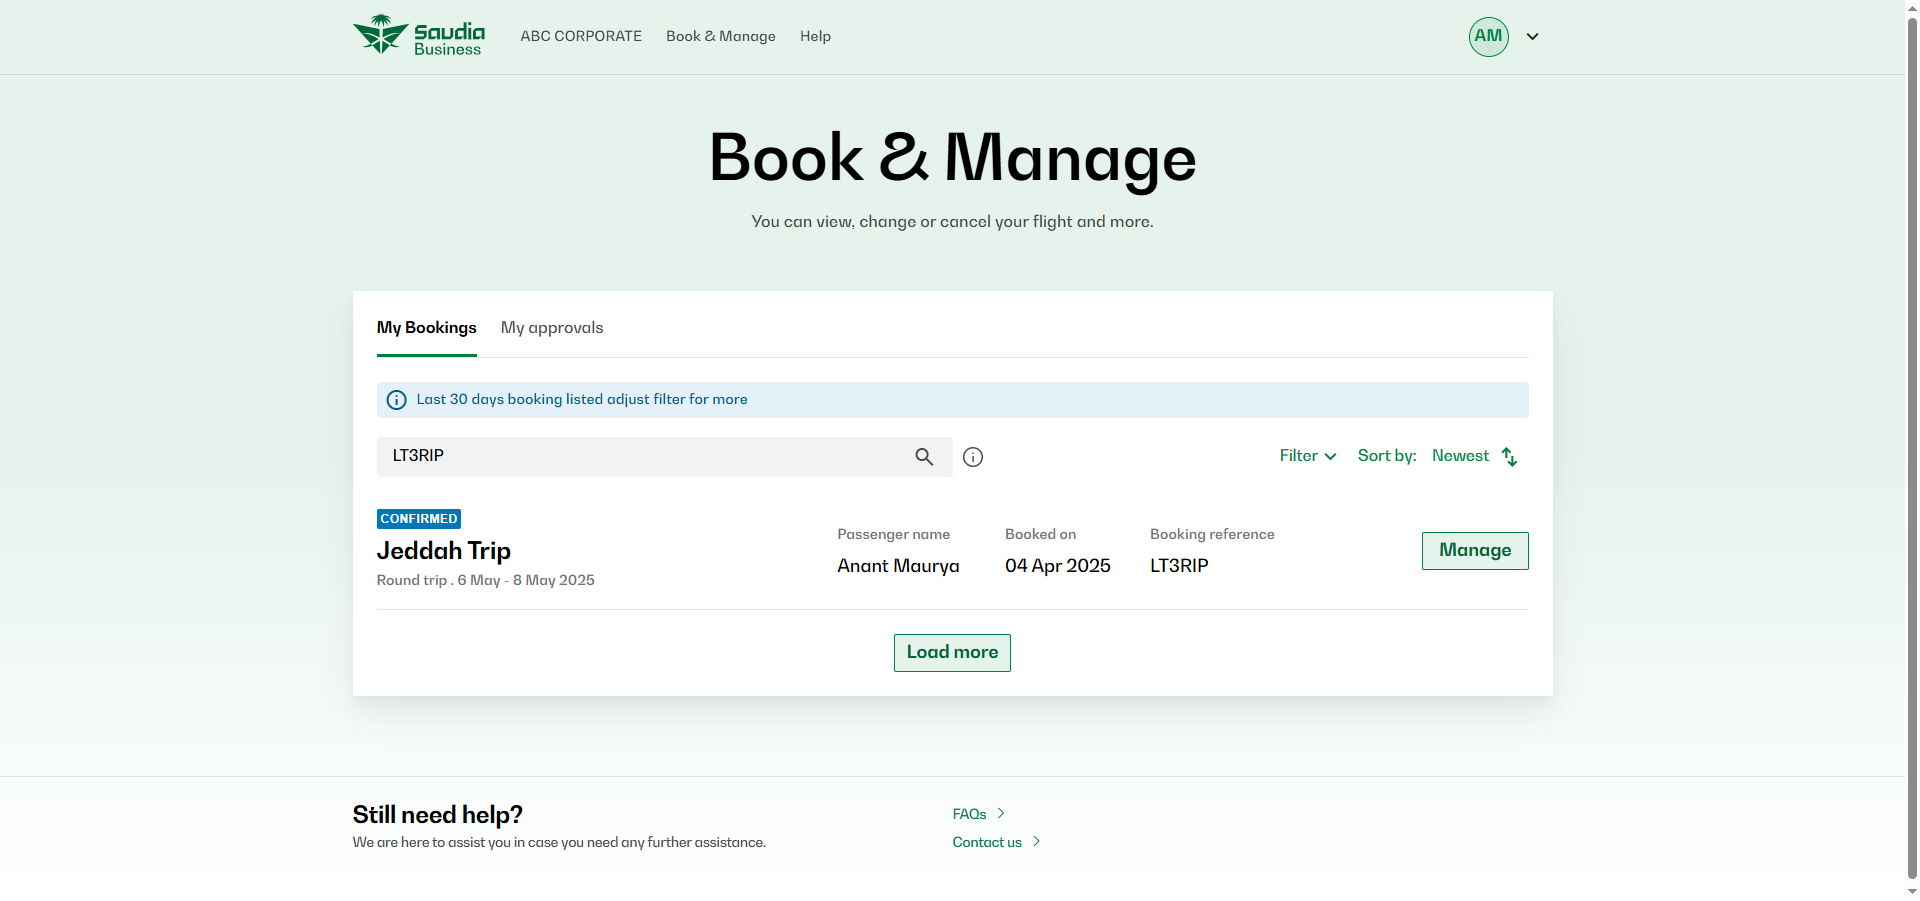 Saudia
Business
ABC CORPORATE
Book & Manage
Help
AM
Book & Manage
You can view, change or cancel your flight and more.
My Bookings
My approvals
Last 30 days booking listed adjust filter for more
LT3RIP
Filter
Sort by:
Newest
CONFIRMED
Jeddah Trip
Round trip . 6 May - 8 May 2025
Passenger name
Anant Maurya
Booked on
04 Apr 2025
Booking reference
LT3RIP
Manage
Load more
Still need help?
We are here to assist you in case you need any further assistance.
FAQs
Contact us